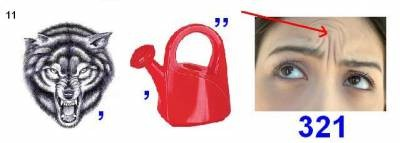 11
,
, ,,
321